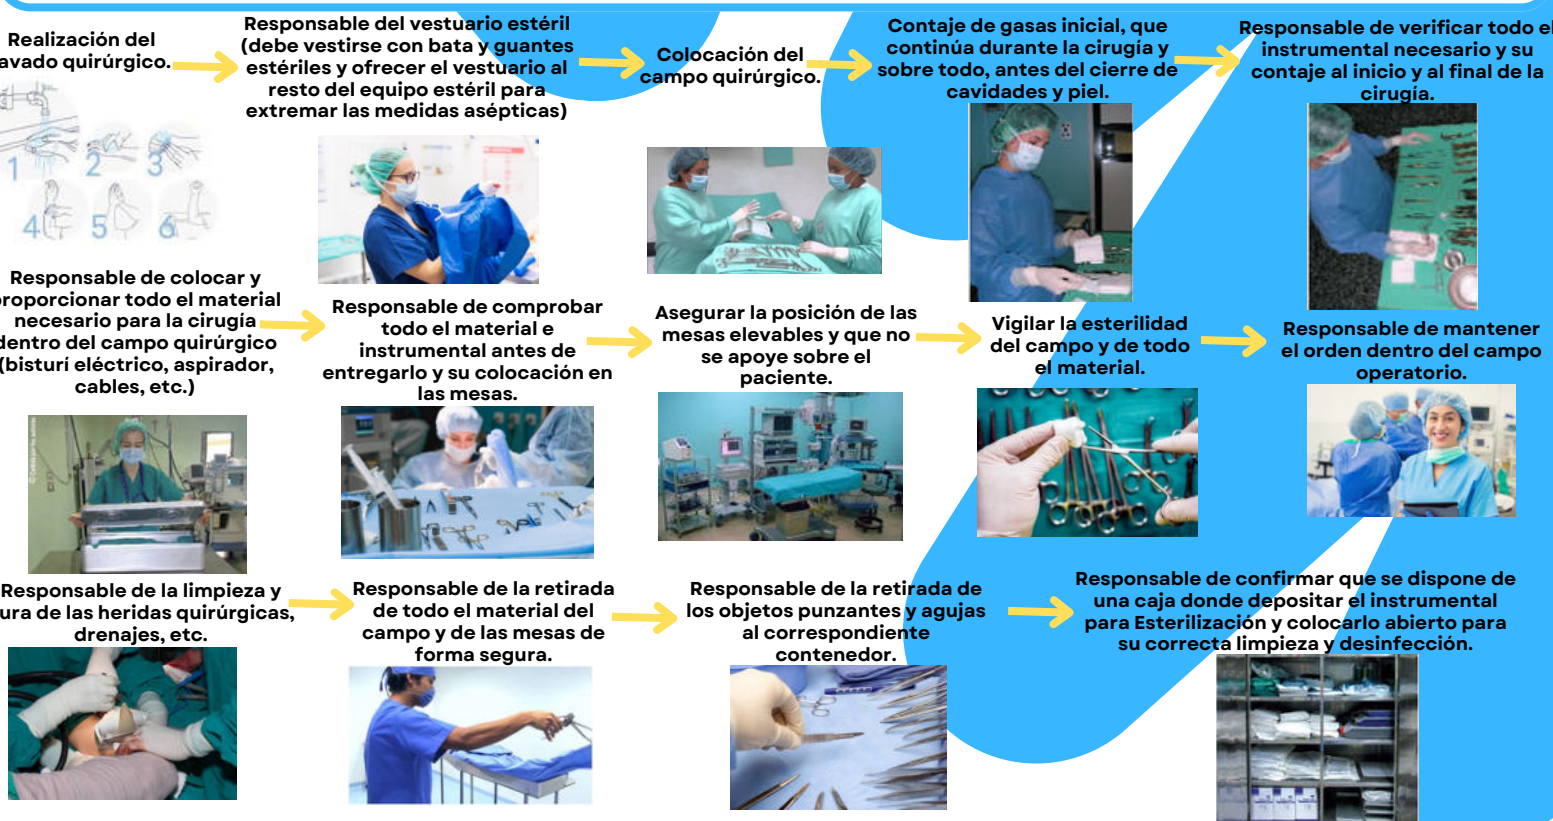 Realización del
avado quirúrgico.
Responsable del vestuario estéril
(debe vestirse con bata y guantes
estériles y ofrecer el vestuario al
resto del equipo estéril para
extremar las medidas asépticas)
Colocación del
campo quirúrgico.
Contaje de gasas inicial, que
continúa durante la cirugía y
sobre todo, antes del cierre de
cavidades y piel.
Responsable de verificar todo el
instrumental necesario y su
contaje al inicio y al final de la
cirugía.
1 2 3
4 5 6
Responsable de colocar y
proporcionar todo el material
necesario para la cirugía
dentro del campo quirúrgico
(bisturí eléctrico, aspirador,
cables, etc.)
Responsable de comprobar
todo el material e
instrumental antes de
entregarlo y su colocación en
las mesas.
Asegurar la posición de las
mesas elevables y que no
se apoye sobre el
paciente.
Vigilar la esterilidad
del campo y de todo
el material.
Responsable de mantener
el orden dentro del campo
operatorio.
Responsable de la limpieza y
ura de las heridas quirúrgicas,
drenajes, etc.
Responsable de la retirada
de todo el material del
campo y de las mesas de
forma segura.
Responsable de la retirada de
los objetos punzantes y agujas
al correspondiente
contenedor.
Responsable de confirmar que se dispone de
una caja donde depositar el instrumental
para Esterilización y colocarlo abierto para
su correcta limpieza y desinfección.